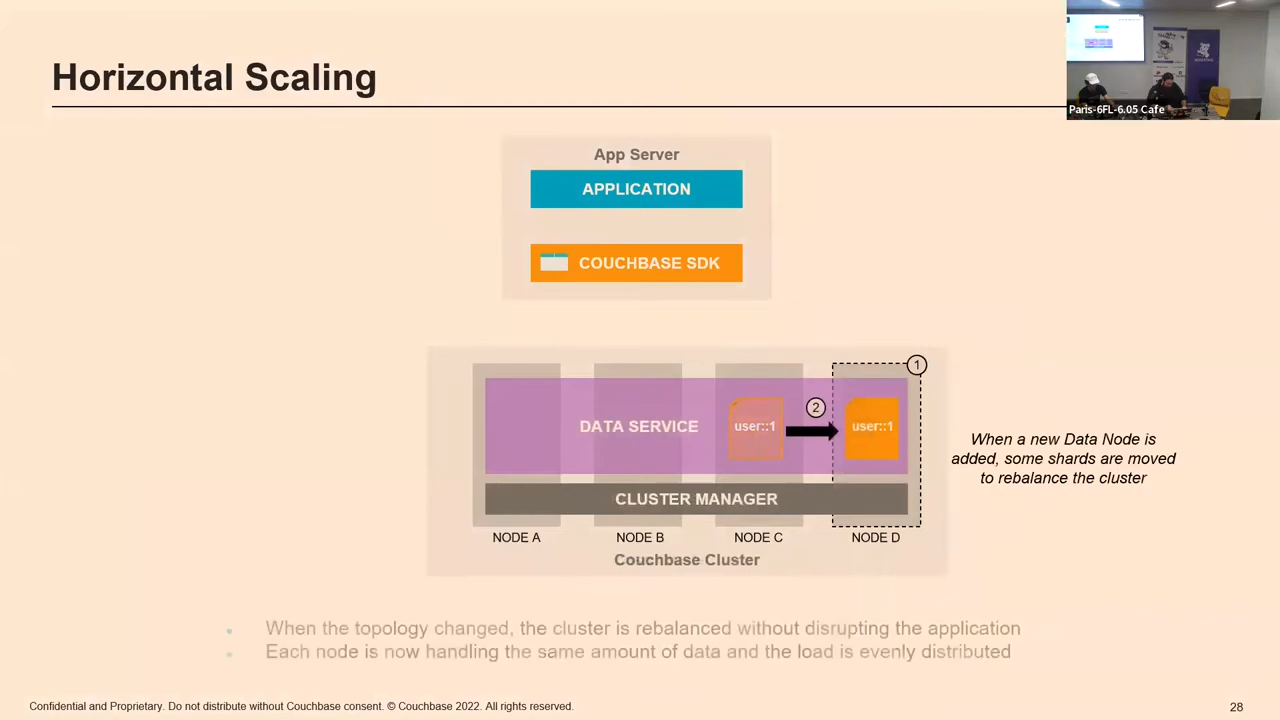 Horizontal Scaling
Paris-6FL-6.05 Cafe
App Server
APPLICATION
COUCHBASE SDK
1
2
DATA SERVICE
user::1
user::1
CLUSTER MANAGER
NODE A
NODE B
NODE C
NODE D
Couchbase Cluster
When a new Data Node is
added, some shards are moved
to rebalance the cluster
When the topology changed, the cluster is rebalanced without disrupting the application
Each node is now handling the same amount of data and the load is evenly distributed
Confidential and Proprietary. Do not distribute without Couchbase consent. © Couchbase 2022. All rights reserved.
28